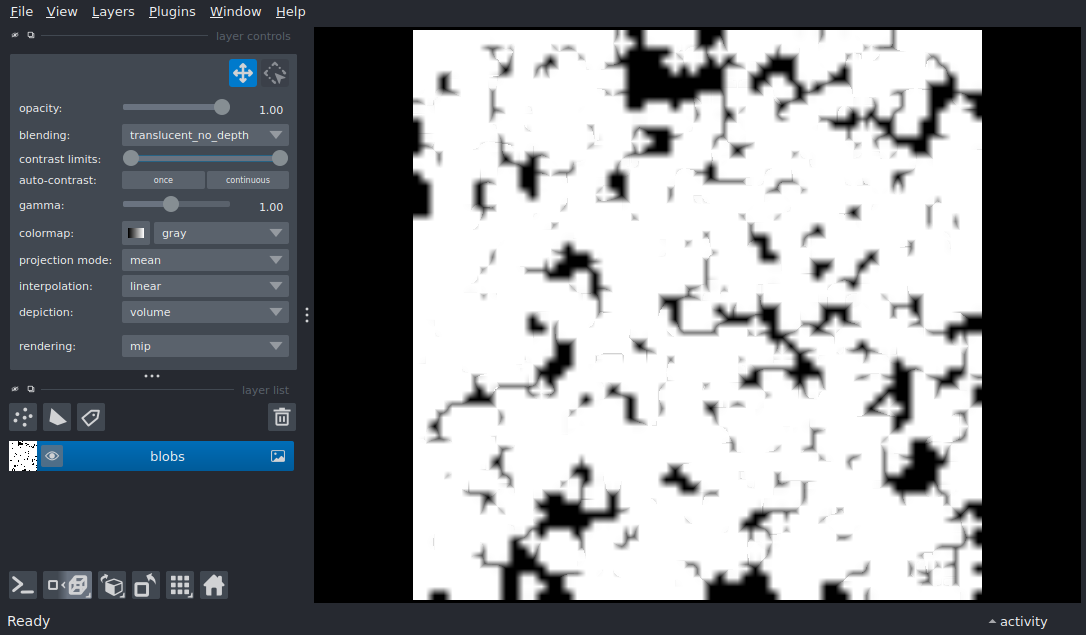 File View Layers Plugins Window Help
layer controls
opacity: 1.00
blending: translucent_no_depth
contrast limits:
auto-contrast: once continuous
gamma: 1.00
colormap: gray
projection mode: mean
interpolation: linear
depiction: volume
rendering: mip
layer list
blobs
Ready activity